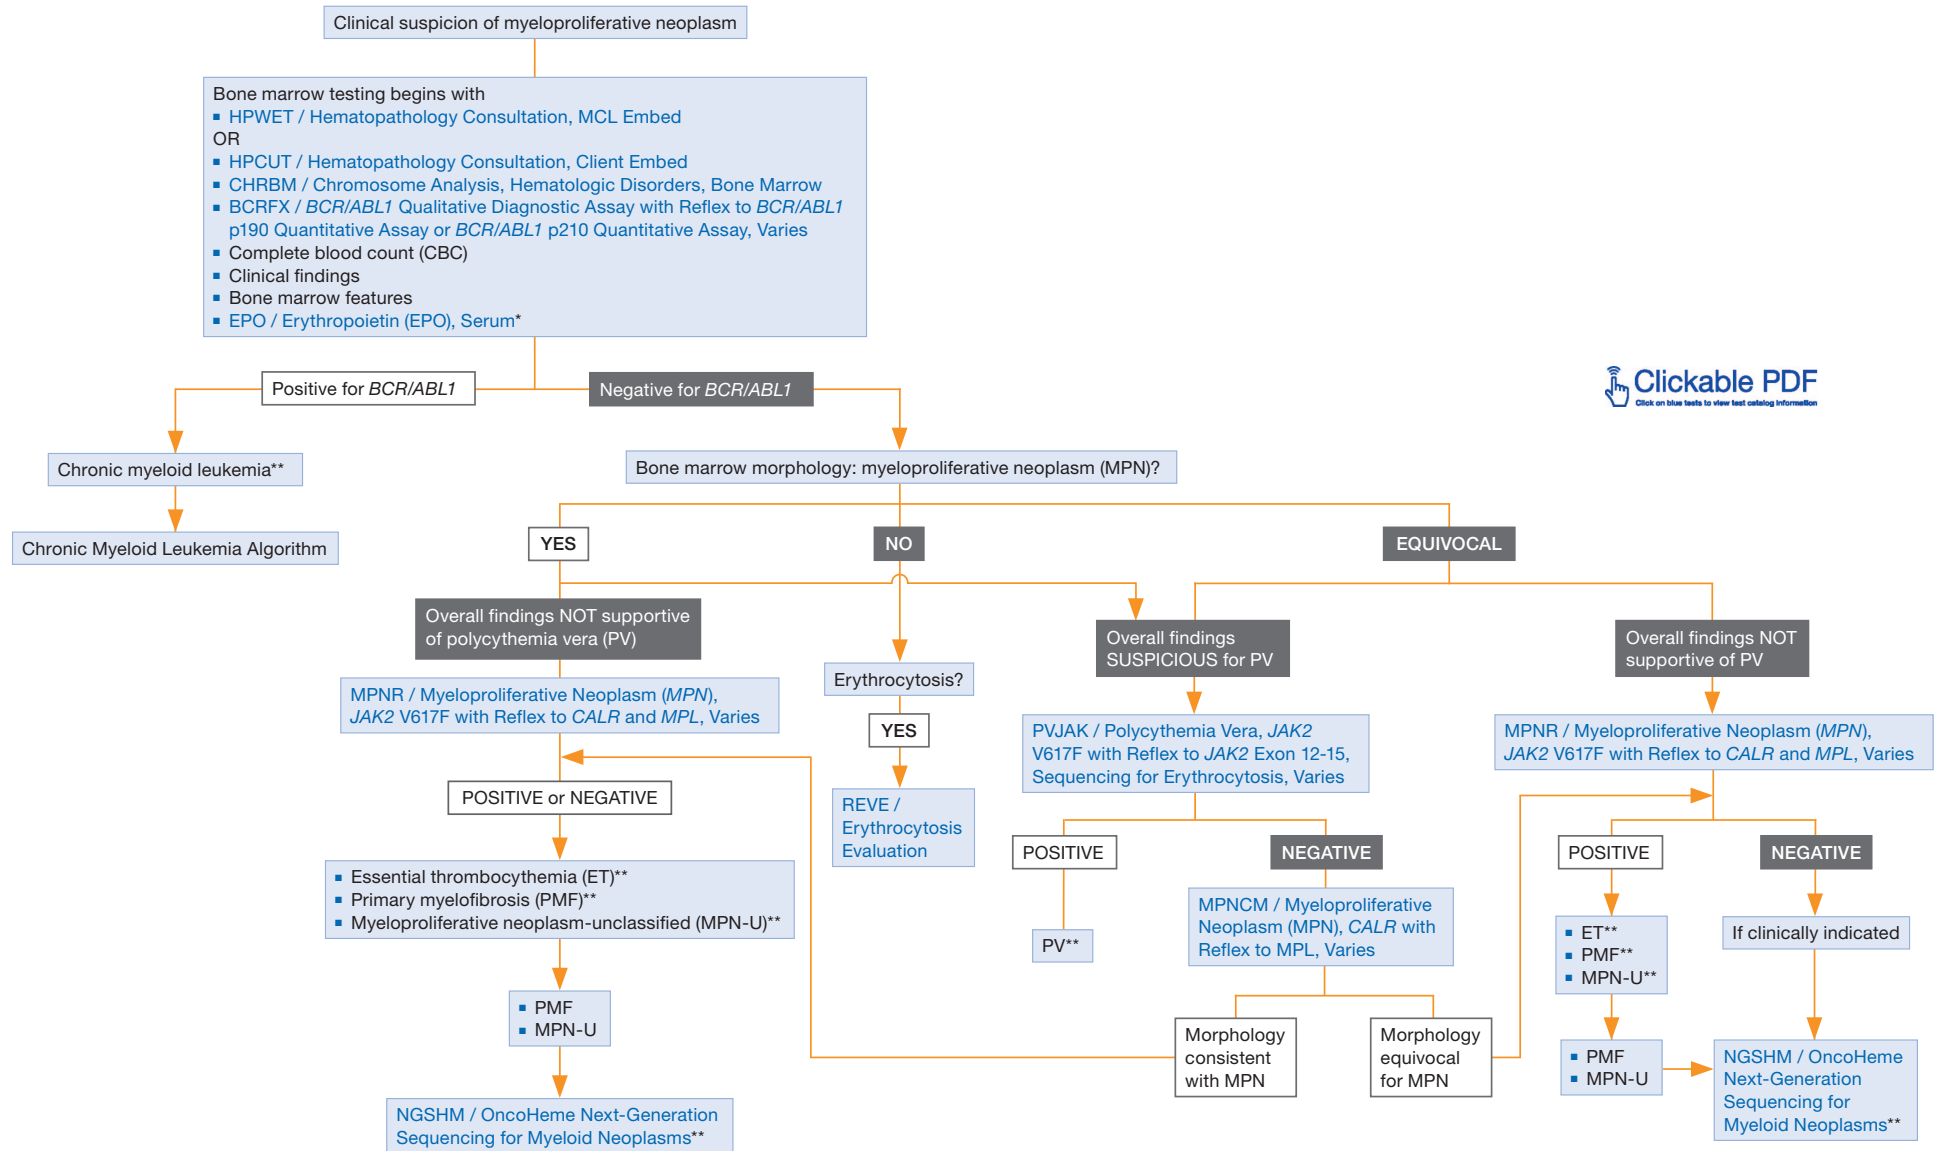 Clinical suspicion of myeloproliferative neoplasm
Bone marrow testing begins with
▪ HPWET / Hematopathology Consultation, MCL Embed
OR
▪ HPCUT / Hematopathology Consultation, Client Embed
▪ CHRBM / Chromosome Analysis, Hematologic Disorders, Bone Marrow
▪ BCRFX / BCR/ABL1 Qualitative Diagnostic Assay with Reflex to BCR/ABL1
p190 Quantitative Assay or BCR/ABL1 p210 Quantitative Assay, Varies
▪ Complete blood count (CBC)
▪ Clinical findings
▪ Bone marrow features
▪ EPO / Erythropoietin (EPO), Serum*
Positive for BCR/ABL1
Negative for BCR/ABL1
Clickable PDF
Click on blue tests to view test catalog information
Chronic myeloid leukemia**
Chronic Myeloid Leukemia Algorithm
Bone marrow morphology: myeloproliferative neoplasm (MPN)?
YES
NO
EQUIVOCAL
Overall findings NOT supportive
of polycythemia vera (PV)
MPNR / Myeloproliferative Neoplasm (MPN),
JAK2 V617F with Reflex to CALR and MPL, Varies
POSITIVE or NEGATIVE
▪ Essential thrombocythemia (ET)**
▪ Primary myelofibrosis (PMF)**
▪ Myeloproliferative neoplasm-unclassified (MPN-U)**
▪ PMF
▪ MPN-U
NGSHM / OncoHeme Next-Generation
Sequencing for Myeloid Neoplasms**
Erythrocytosis?
YES
REVE /
Erythrocytosis
Evaluation
Overall findings
SUSPICIOUS for PV
PVJAK / Polycythemia Vera, JAK2
V617F with Reflex to JAK2 Exon 12-15,
Sequencing for Erythrocytosis, Varies
POSITIVE
NEGATIVE
PV**
MPNCM / Myeloproliferative
Neoplasm (MPN), CALR with
Reflex to MPL, Varies
Morphology
consistent
with MPN
Morphology
equivocal
for MPN
Overall findings NOT
supportive of PV
MPNR / Myeloproliferative Neoplasm (MPN),
JAK2 V617F with Reflex to CALR and MPL, Varies
POSITIVE
NEGATIVE
▪ ET**
▪ PMF**
▪ MPN-U**
If clinically indicated
▪ PMF
▪ MPN-U
NGSHM / OncoHeme
Next-Generation
Sequencing for
Myeloid Neoplasms**